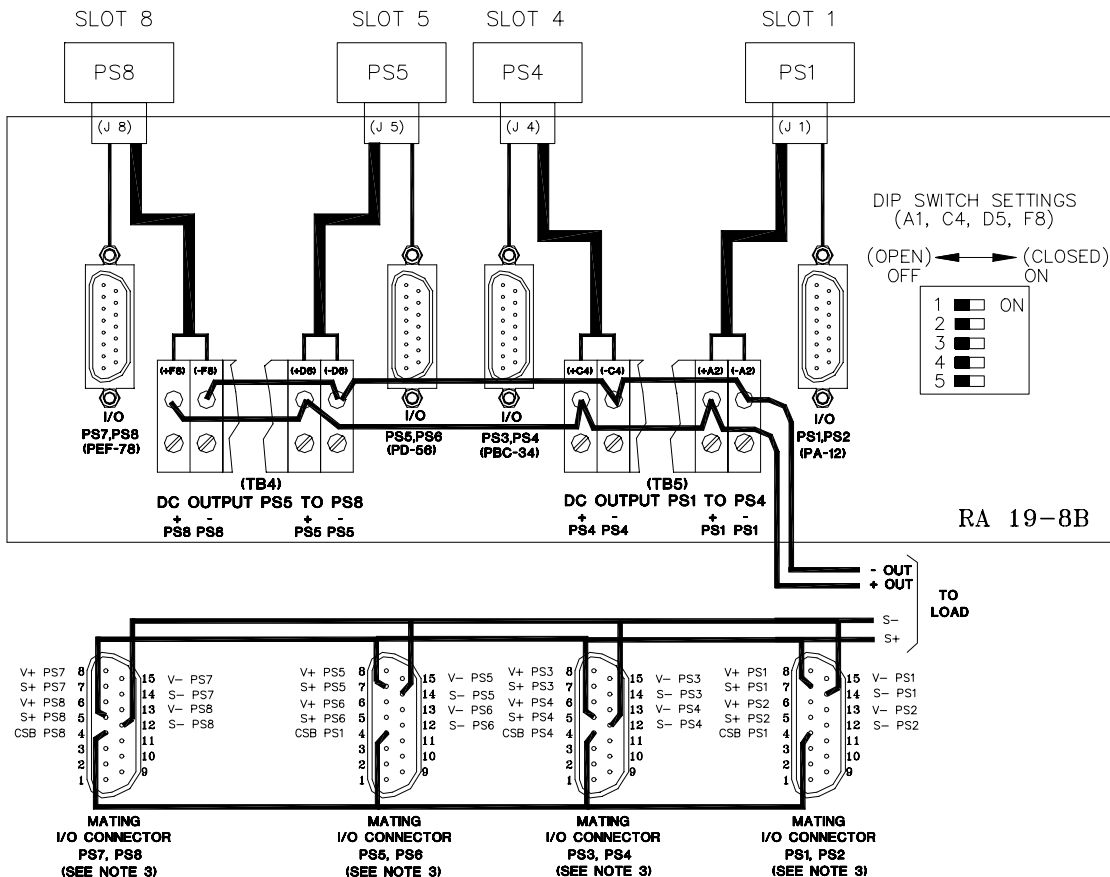 SLOT 8
SLOT 5
SLOT 4
SLOT 1
PS8
PS5
PS4
PS1
(J 8)
(J 5)
(J 4)
(J 1)
DIP SWITCH SETTINGS
(A1, C4, D5, F8)
(OPEN)
OFF
(CLOSED)
ON
1
ON
2
3
4
5
(+F8)
(-F8)
(+D6)
(-D6)
(+C4)
(-C4)
(+A2)
(-A2)
I/O
PS7,PS8
(PEF-78)
I/O
PS5,PS6
(PD-56)
I/O
PS3,PS4
(PBC-34)
I/O
PS1,PS2
(PA-12)
(TB4)
DC OUTPUT PS5 TO PS8
+ - + -
PS8 PS8 PS5 PS5
(TB5)
DC OUTPUT PS1 TO PS4
+ - + -
PS4 PS4 PS1 PS1
RA 19-8B
- OUT
+ OUT
TO
LOAD
S-
S+
V+ PS7 8
S+ PS7 7
V+ PS8 6
S+ PS8 5
CSB PS8 4
3
2
1
15 V- PS7
14 S- PS7
13 V- PS8
12 S- PS8
11
10
9
MATING
I/O CONNECTOR
PS7, PS8
(SEE NOTE 3)
V+ PS5 8
S+ PS5 7
V+ PS6 6
S+ PS6 5
CSB PS1 4
3
2
1
15 V- PS5
14 S- PS5
13 V- PS6
12 S- PS6
11
10
9
MATING
I/O CONNECTOR
PS5, PS6
(SEE NOTE 3)
V+ PS3 8
S+ PS3 7
V+ PS4 6
S+ PS4 5
CSB PS4 4
3
2
1
15 V- PS3
14 S- PS3
13 V- PS4
12 S- PS4
11
10
9
MATING
I/O CONNECTOR
PS3, PS4
(SEE NOTE 3)
V+ PS1 8
S+ PS1 7
V+ PS2 6
S+ PS2 5
CSB PS1 4
3
2
1
15 V- PS1
14 S- PS1
13 V- PS2
12 S- PS2
11
10
9
MATING
I/O CONNECTOR
PS1, PS2
(SEE NOTE 3)